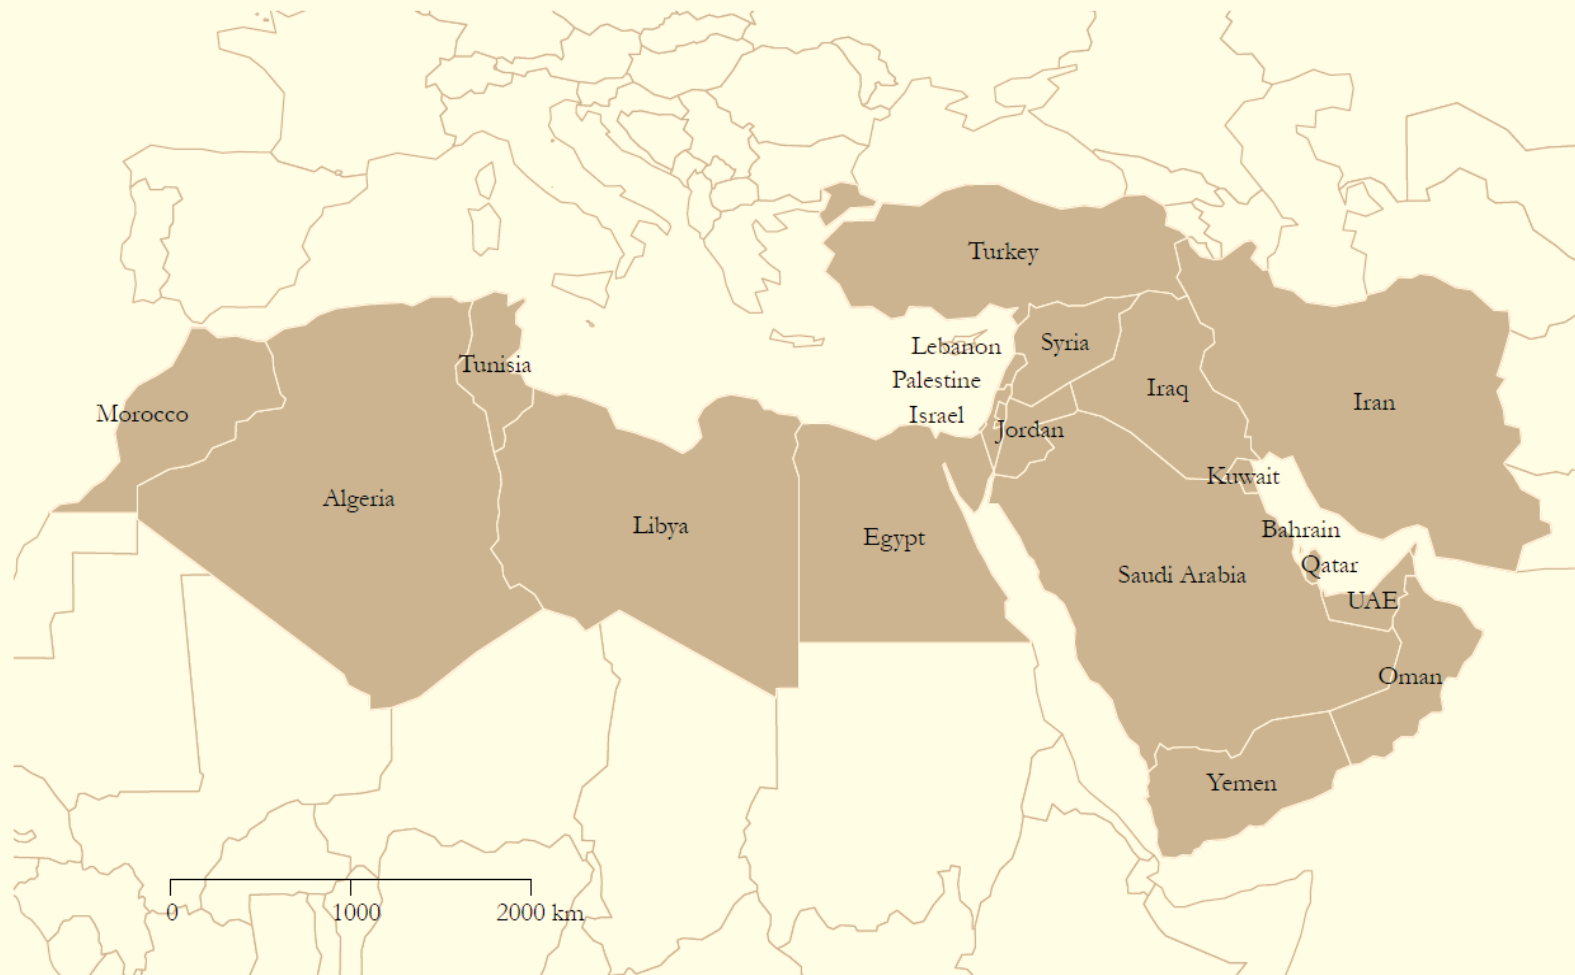 Turkey
Lebanon
Syria
Tunisia
Palestine
Iraq
Iran
Morocco
Israel
Jordan
Kuwait
Algeria
Libya
Bahrain
Egypt
Qatar
Saudi Arabia
UAE
Oman
Yemen
0 1000 2000 km